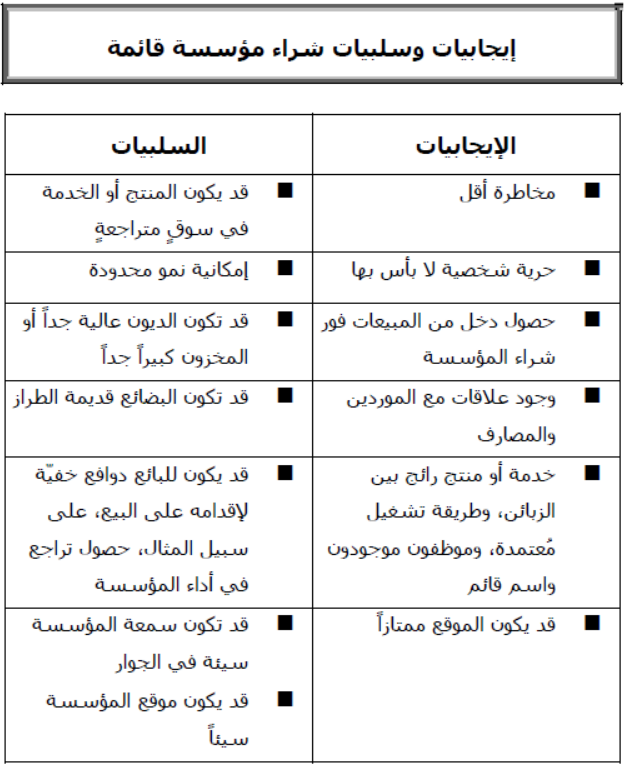 إيجابيات وسلبيات شراء مؤسسة قائمة
الإيجابيات
السلبيات
■ مخاطرة أقل
■ قد يكون المنتج أو الخدمة
في سوقٍ متراجعةٍ
■ حرية شخصية لا بأس بها
■ إمكانية نمو محدودة
■ حصول دخل من المبيعات فور
شراء المؤسسة
■ قد تكون الديون عالية جداً أو
المخزون كبيراً جداً
■ وجود علاقات مع الموردين
والمصارف
■ قد تكون البضائع قديمة الطراز
■ خدمة أو منتج رائج بين
الزبائن، وطريقة تشغيل
مُعتمدة، وموظفون موجودون
واسم قائم
■ قد يكون للبائع دوافع خفيّة
لإقدامه على البيع، على
سبيل المثال، حصول تراجع
في أداء المؤسسة
■ قد يكون الموقع ممتازاً
■ قد تكون سمعة المؤسسة
سيئة في الجوار
■ قد يكون موقع المؤسسة
سيئاً